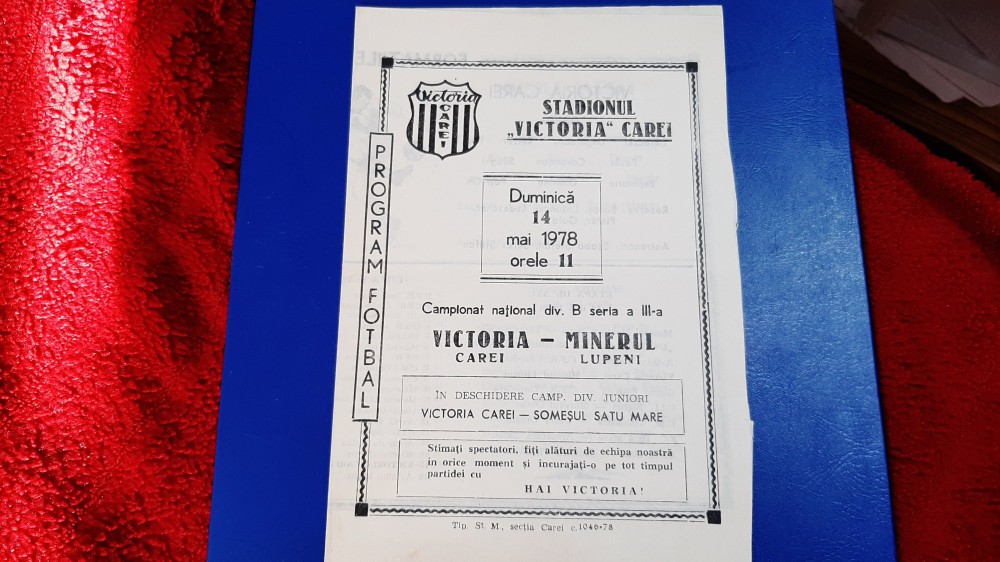 Victoria
CAREI
STADIONUL
„VICTORIA“ CAREI
PROGRAM FOTBAL
Duminică
14
mai 1978
orele 11
Campionat național div. B seria a III-a
VICTORIA — MINERUL
CAREI LUPENI
ÎN DESCHIDERE CAMP. DIV. JUNIORI
VICTORIA CAREI — SOMEȘUL SATU MARE
Stimați spectatori, fiți alături de echipa noastră
în orice moment și incurajați-o pe tot timpul
partidei cu
HAI VICTORIA!
Tip. St. M., secția Carei c.1046-78